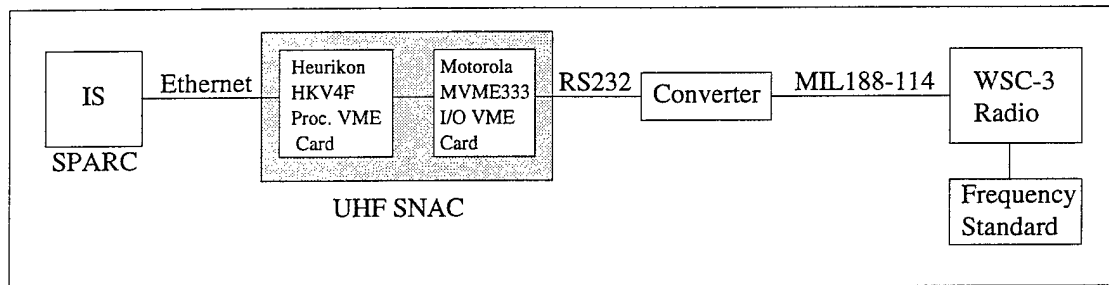 IS
SPARC
Ethernet
Heurikon
HKV4F
Proc. VME
Card
Motorola
MVME333
I/O VME
Card
UHF SNAC
RS232
Converter
MIL188-114
WSC-3
Radio
Frequency
Standard